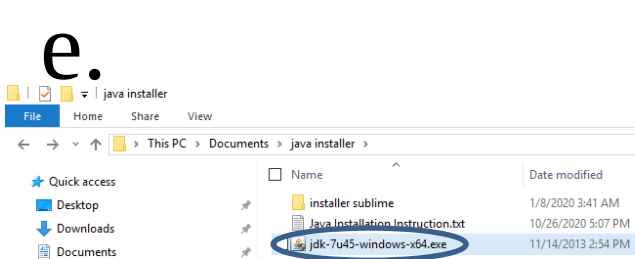 e.
java installer
File Home Share View
This PC > Documents > java installer >
Quick access Name Date modified
Desktop installer sublime 1/8/2020 3:41 AM
Downloads Java Installation Instruction.txt 10/26/2020 5:07 PM
Documents jdk-7u45-windows-x64.exe 11/14/2013 2:54 PM